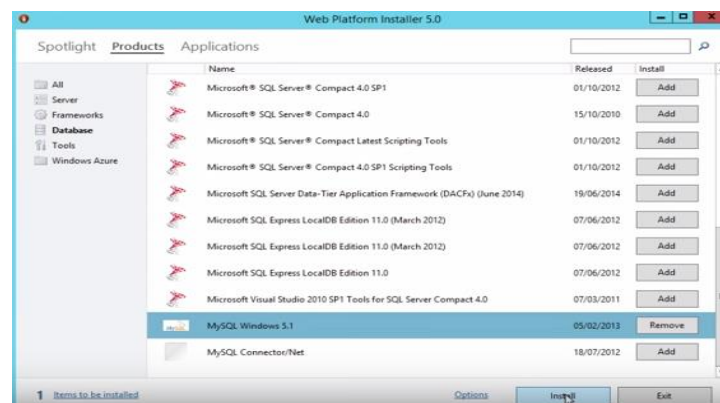 Web Platform Installer 5.0
Spotlight Products Applications
Name Released Install
All
Server
Frameworks
Database
Tools
Windows Azure
Microsoft® SQL Server® Compact 4.0 SP1 01/10/2012 Add
Microsoft® SQL Server® Compact 4.0 15/10/2010 Add
Microsoft® SQL Server® Compact Latest Scripting Tools 01/10/2012 Add
Microsoft® SQL Server® Compact 4.0 SP1 Scripting Tools 01/10/2012 Add
Microsoft SQL Server Data-Tier Application Framework (DACFx) (June 2014) 19/06/2014 Add
Microsoft SQL Express LocalDB Edition 11.0 (March 2012) 07/06/2012 Add
Microsoft SQL Express LocalDB Edition 11.0 (March 2012) 07/06/2012 Add
Microsoft SQL Express LocalDB Edition 11.0 07/06/2012 Add
Microsoft Visual Studio 2010 SP1 Tools for SQL Server Compact 4.0 07/03/2011 Add
MySQL MySQL Windows 5.1 05/02/2013 Remove
MySQL Connector/Net 18/07/2012 Add
1 Items to be installed Options Install Exit